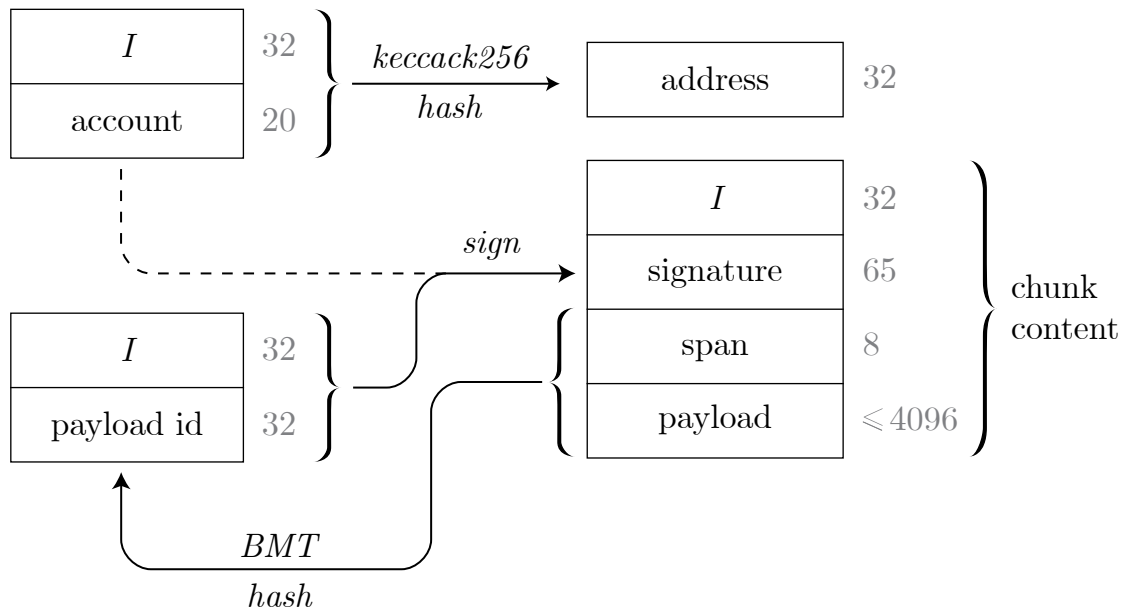 I
32
account
20
keccack256
hash
address
32
I
32
sign
signature
65
span
8
payload
⩽4096
chunk
content
I
32
payload id
32
BMT
hash